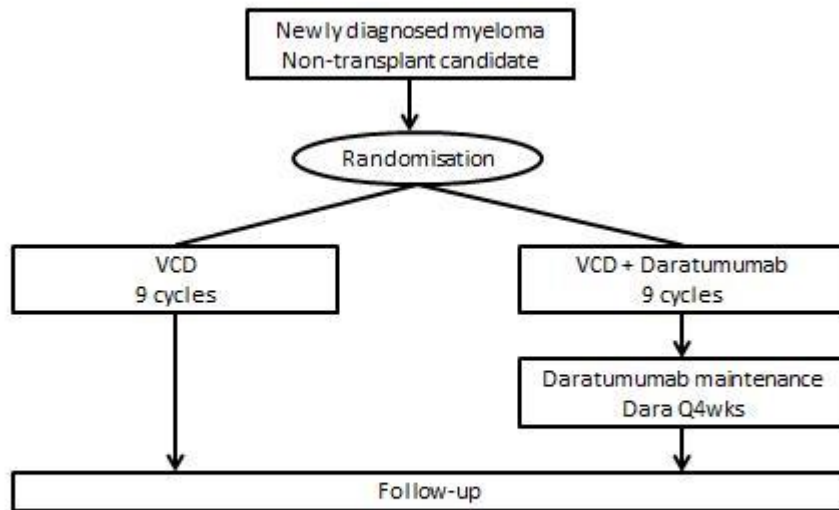 Newly diagnosed myeloma
Non-transplant candidate
Randomisation
VCD
9 cycles
VCD + Daratumumab
9 cycles
Daratumumab maintenance
Dara Q4wks
Follow-up